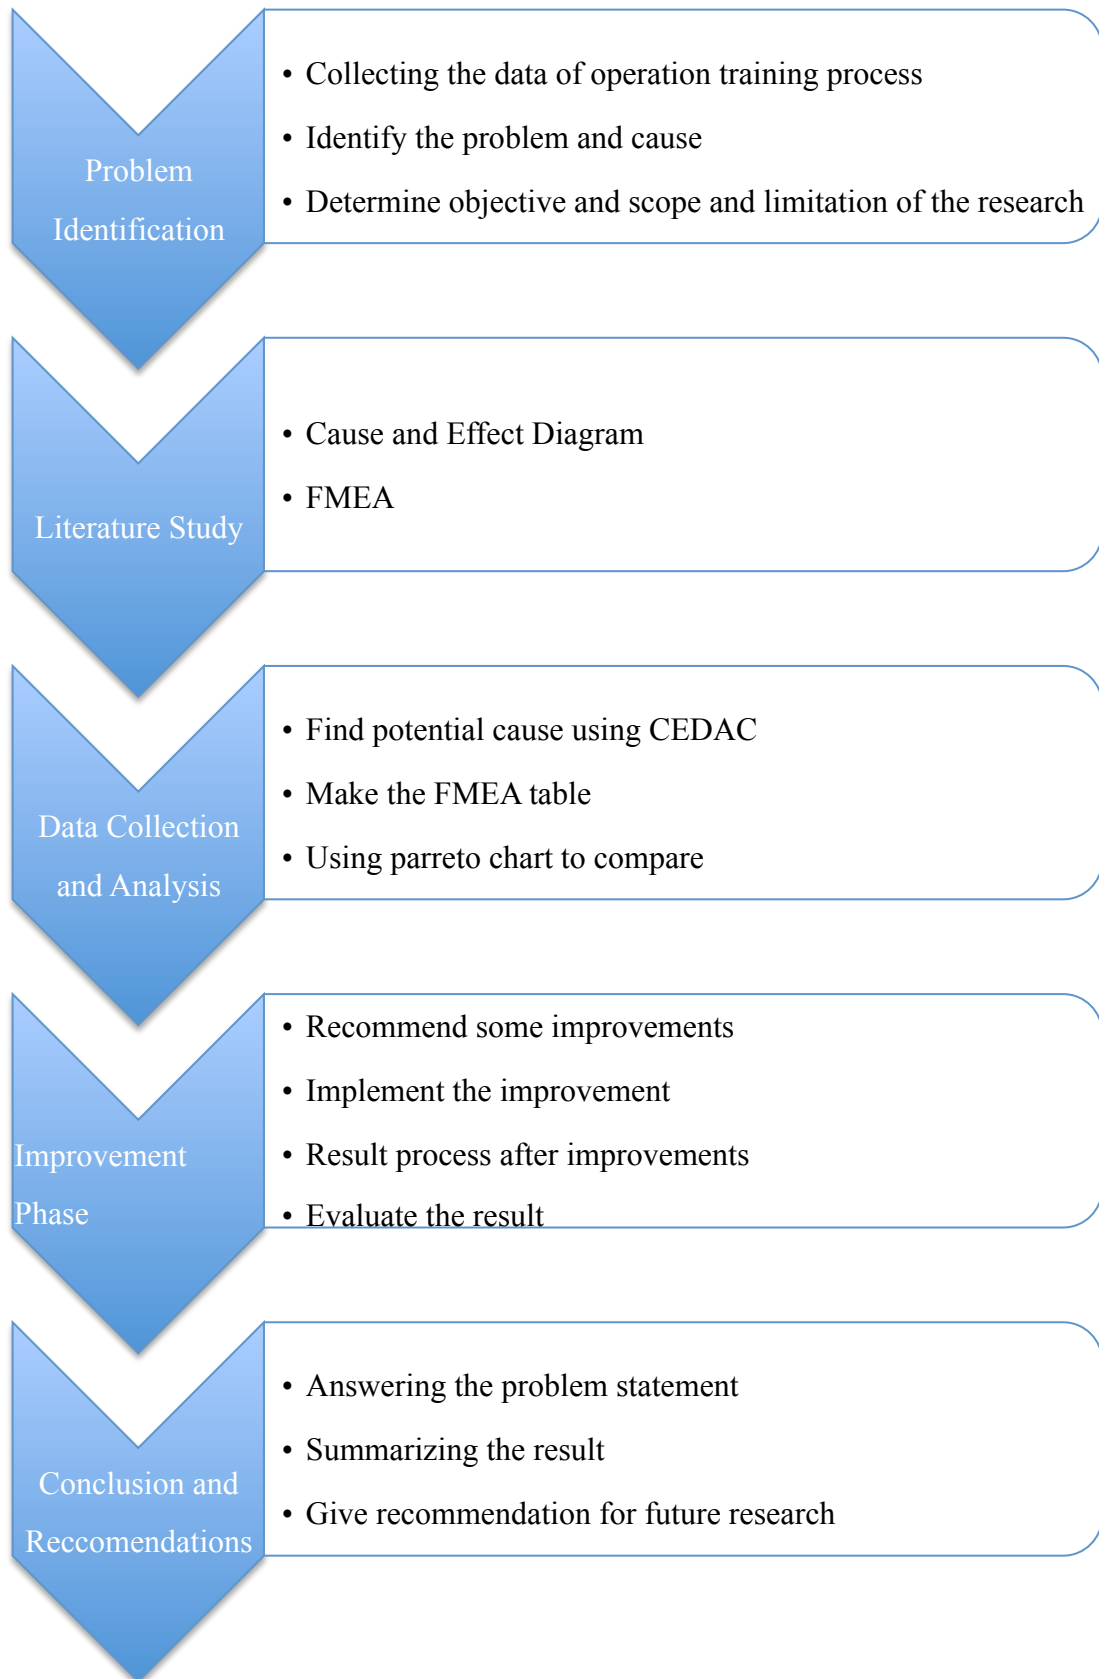 Problem
Identification
• Collecting the data of operation training process
• Identify the problem and cause
• Determine objective and scope and limitation of the research
Literature Study
• Cause and Effect Diagram
• FMEA
Data Collection
and Analysis
• Find potential cause using CEDAC
• Make the FMEA table
• Using parreto chart to compare
Improvement
Phase
• Recommend some improvements
• Implement the improvement
• Result process after improvements
• Evaluate the result
Conclusion and
Reccomendations
• Answering the problem statement
• Summarizing the result
• Give recommendation for future research